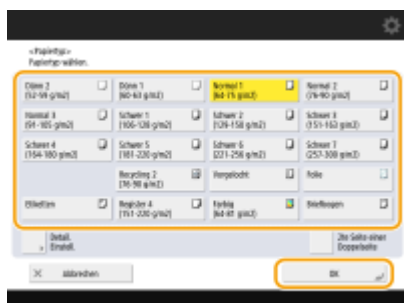 <Papiertyp>
Papiertyp wählen.
Dünn 2
(52-59 g/m2)
Dünn 1
(60-63 g/m2)
Normal 1
(64-75 g/m2)
Normal 2
(76-90 g/m2)
Normal 3
(91-105 g/m2)
Schwer 1
(106-128 g/m2)
Schwer 2
(129-150 g/m2)
Schwer 3
(151-163 g/m2)
Schwer 4
(164-180 g/m2)
Schwer 5
(181-220 g/m2)
Schwer 6
(221-256 g/m2)
Schwer 7
(257-300 g/m2)
Recycling 2
(76-90 g/m2)
Vorgelocht
Folie
Etiketten
Register 4
(151-220 g/m2)
Farbig
(64-81 g/m2)
Briefbogen
Detail.
Einstell.
2te Seite einer
Doppelseite
Abbrechen
OK